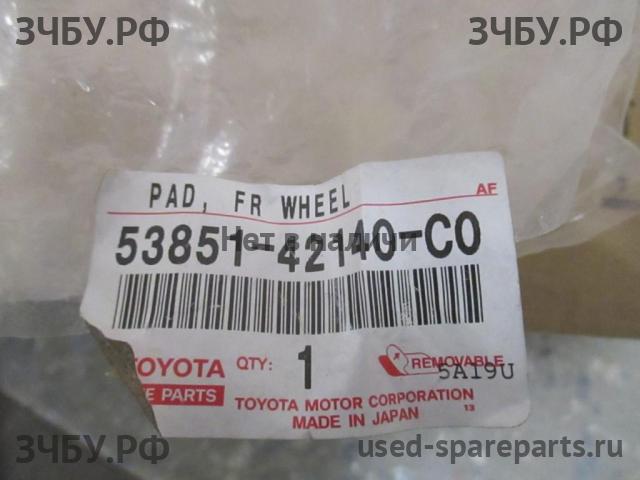 ЗЧБУ.РФ
ЗЧБУ.РФ
PAD, FR WHEEL
AF
53851-42140-C0
Нет в наличии
TOYOTA
PARTS
QTY: 1
REMOVABLE
5A19U
TOYOTA MOTOR CORPORATION
MADE IN JAPAN
13
ЗЧБУ.РФ
used-spareparts.ru